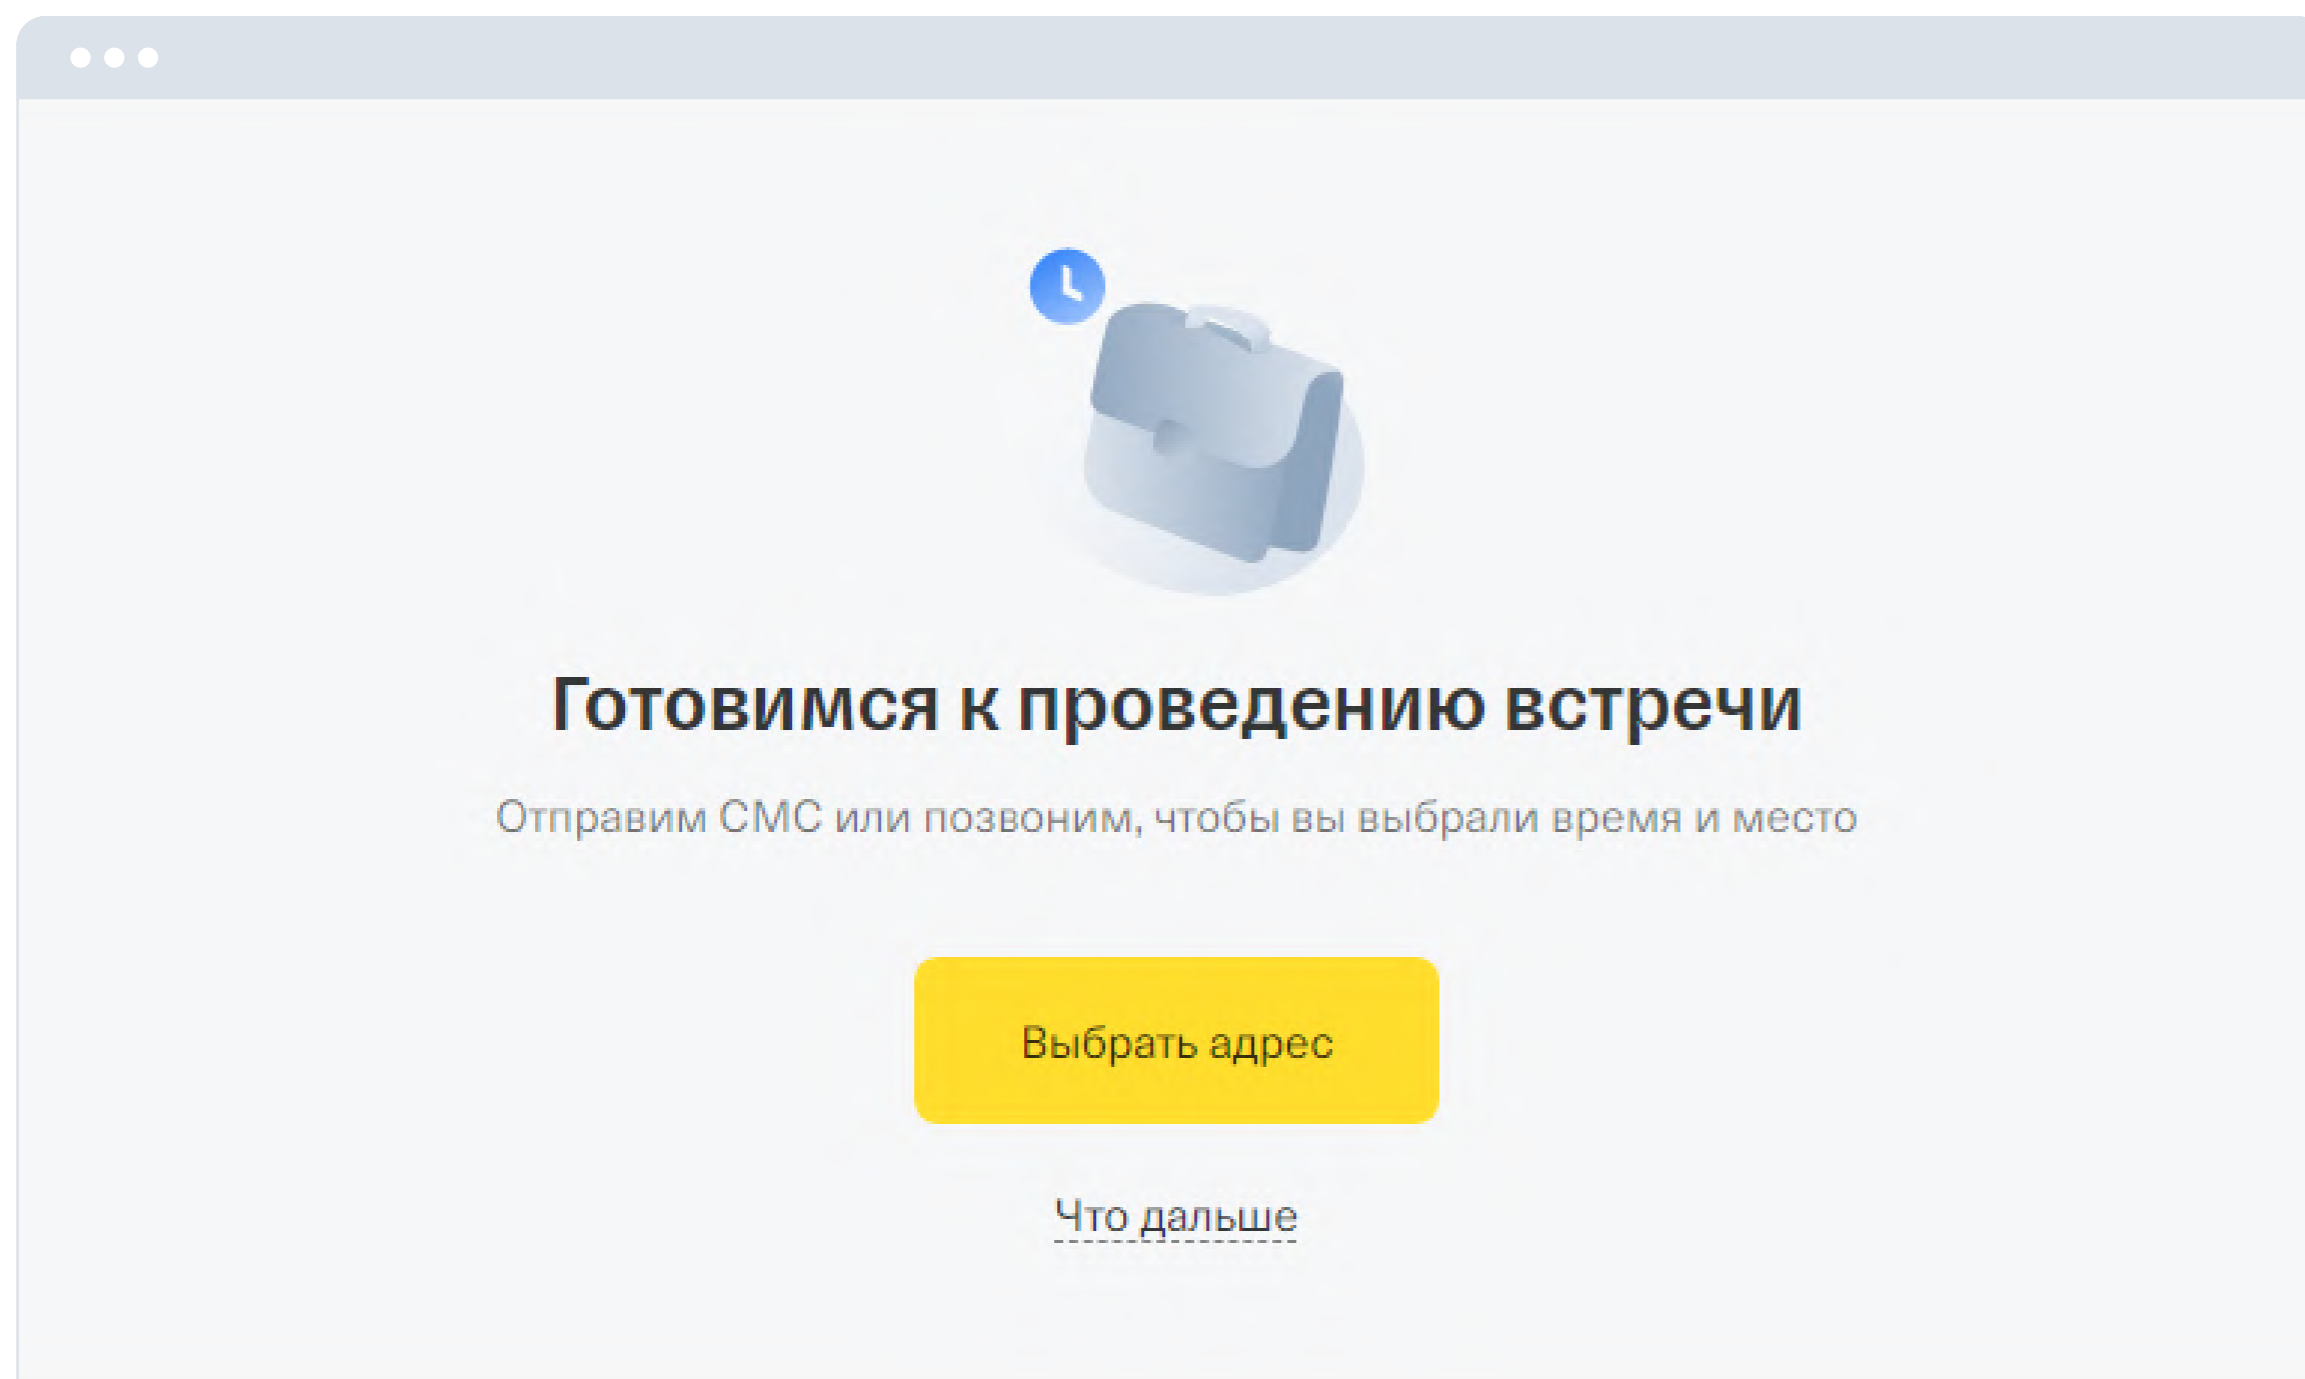 Готовимся к проведению встречи
Отправим СМС или позвоним, чтобы вы выбрали время и место
Выбрать адрес
Что дальше